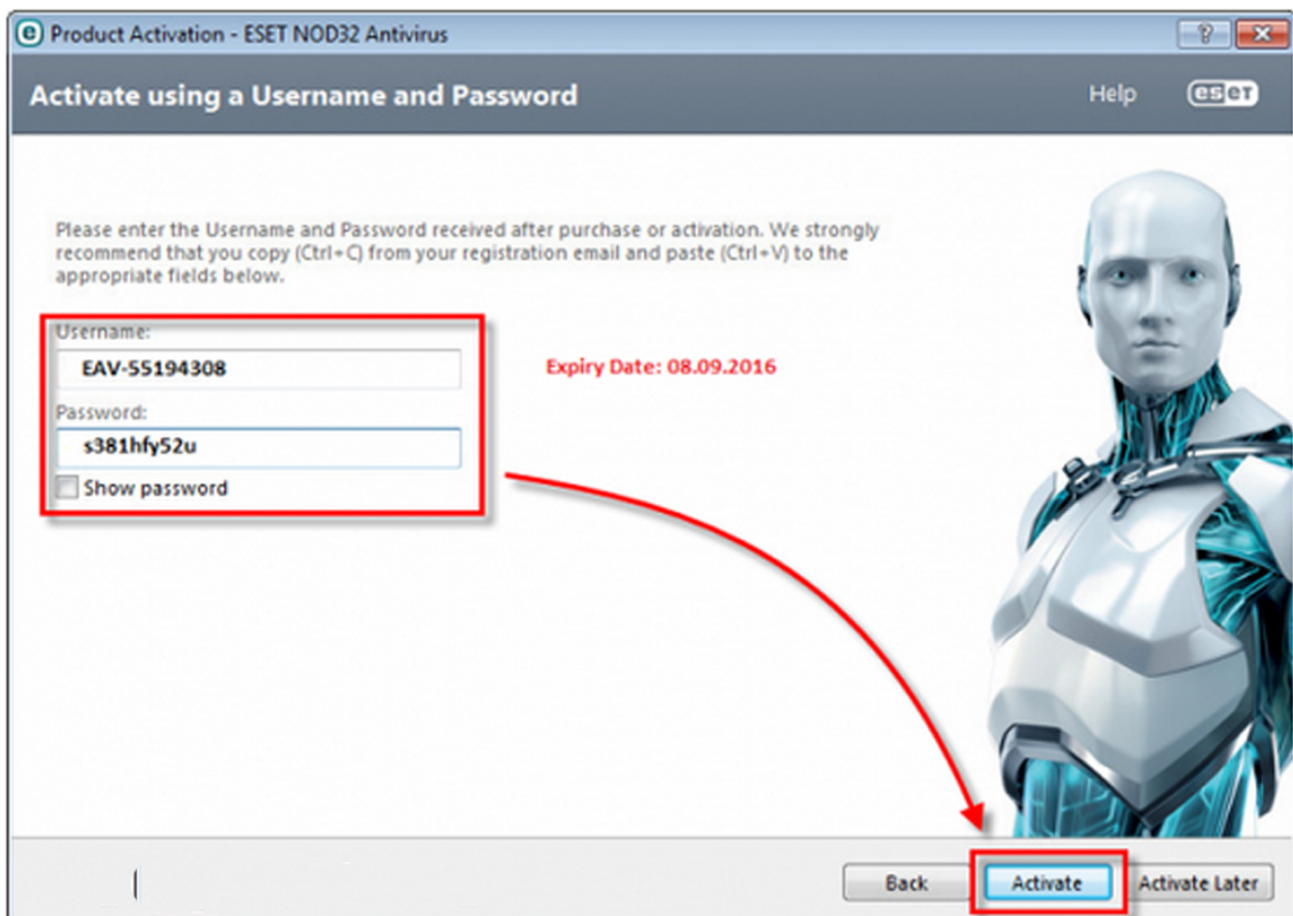 Product Activation - ESET NOD32 Antivirus
Activate using a Username and Password
Help
eset
Please enter the Username and Password received after purchase or activation. We strongly
recommend that you copy (Ctrl+C) from your registration email and paste (Ctrl+V) to the
appropriate fields below.
Username:
EAV-55194308
Expiry Date: 08.09.2016
Password:
s381hfy52u
Show password
Back
Activate
Activate Later